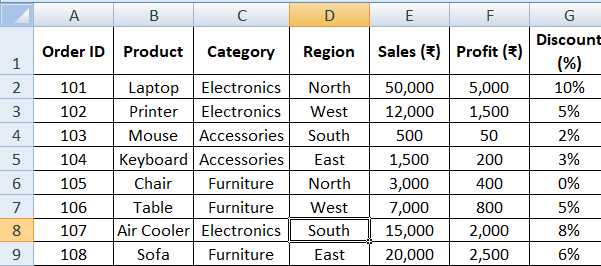 A B C D E F G
1 Order ID Product Category Region Sales (₹) Profit (₹) Discount (%)
2 101 Laptop Electronics North 50,000 5,000 10%
3 102 Printer Electronics West 12,000 1,500 5%
4 103 Mouse Accessories South 500 50 2%
5 104 Keyboard Accessories East 1,500 200 3%
6 105 Chair Furniture North 3,000 400 0%
7 106 Table Furniture West 7,000 800 5%
8 107 Air Cooler Electronics South 15,000 2,000 8%
9 108 Sofa Furniture East 20,000 2,500 6%